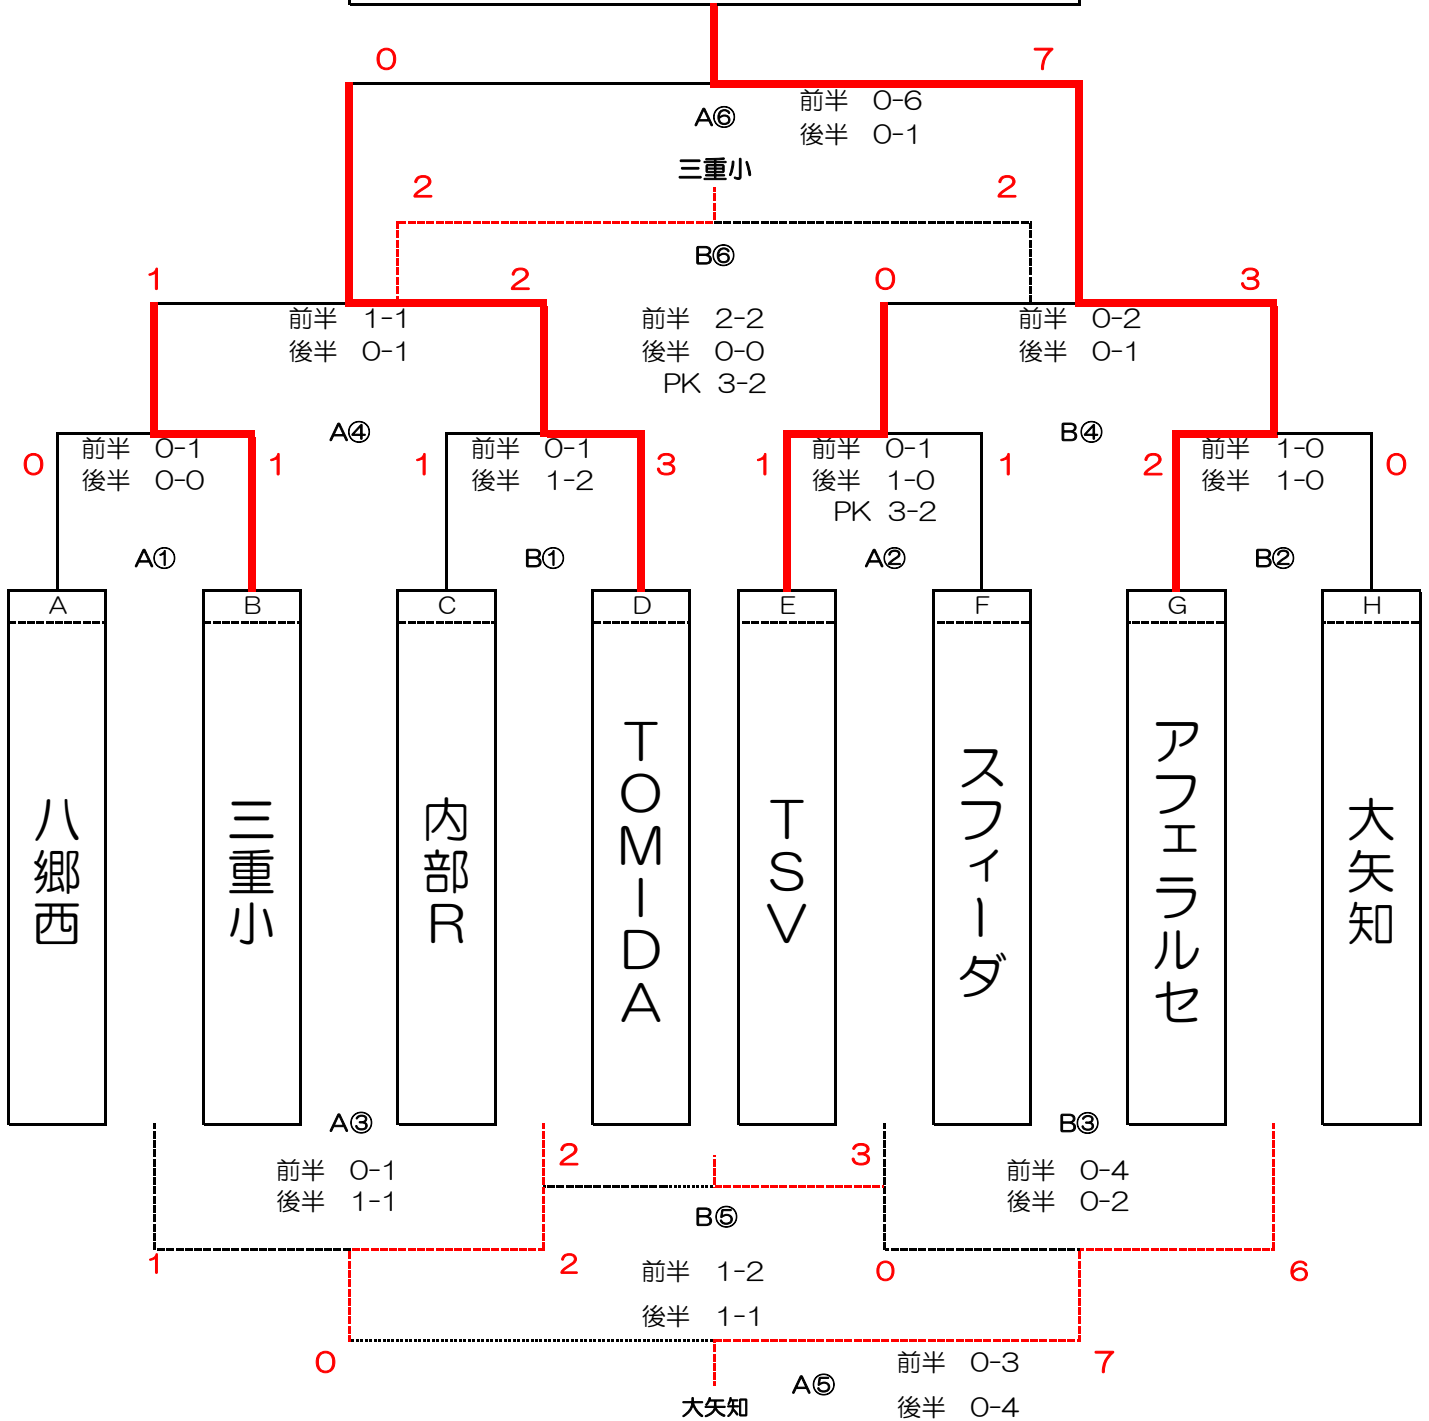 0 7
前半 0-6
A⑥
後半 0-1
三重小
2 2
B⑥
1 2 0 3
前半 1-1 前半 2-2 前半 0-2
後半 0-1 後半 0-0 後半 0-1
PK 3-2
A④ B④
前半 0-1 前半 0-1 前半 0-1 前半 1-0
0 1 1 3 1 1 2 0
後半 0-0 後半 1-2 後半 1-0 後半 1-0
PK 3-2
A① B① A② B②
A B C D E F G H
八郷西
三重小
内部R
TOMIDA
TSV
スフィーダ
アフェラルセ
大矢知
A③ B③
2 3
前半 0-1 前半 0-4
後半 1-1 後半 0-2
B⑤
1 2 前半 1-2 0 6
後半 1-1
0 前半 0-3 7
A⑤
大矢知 後半 0-4